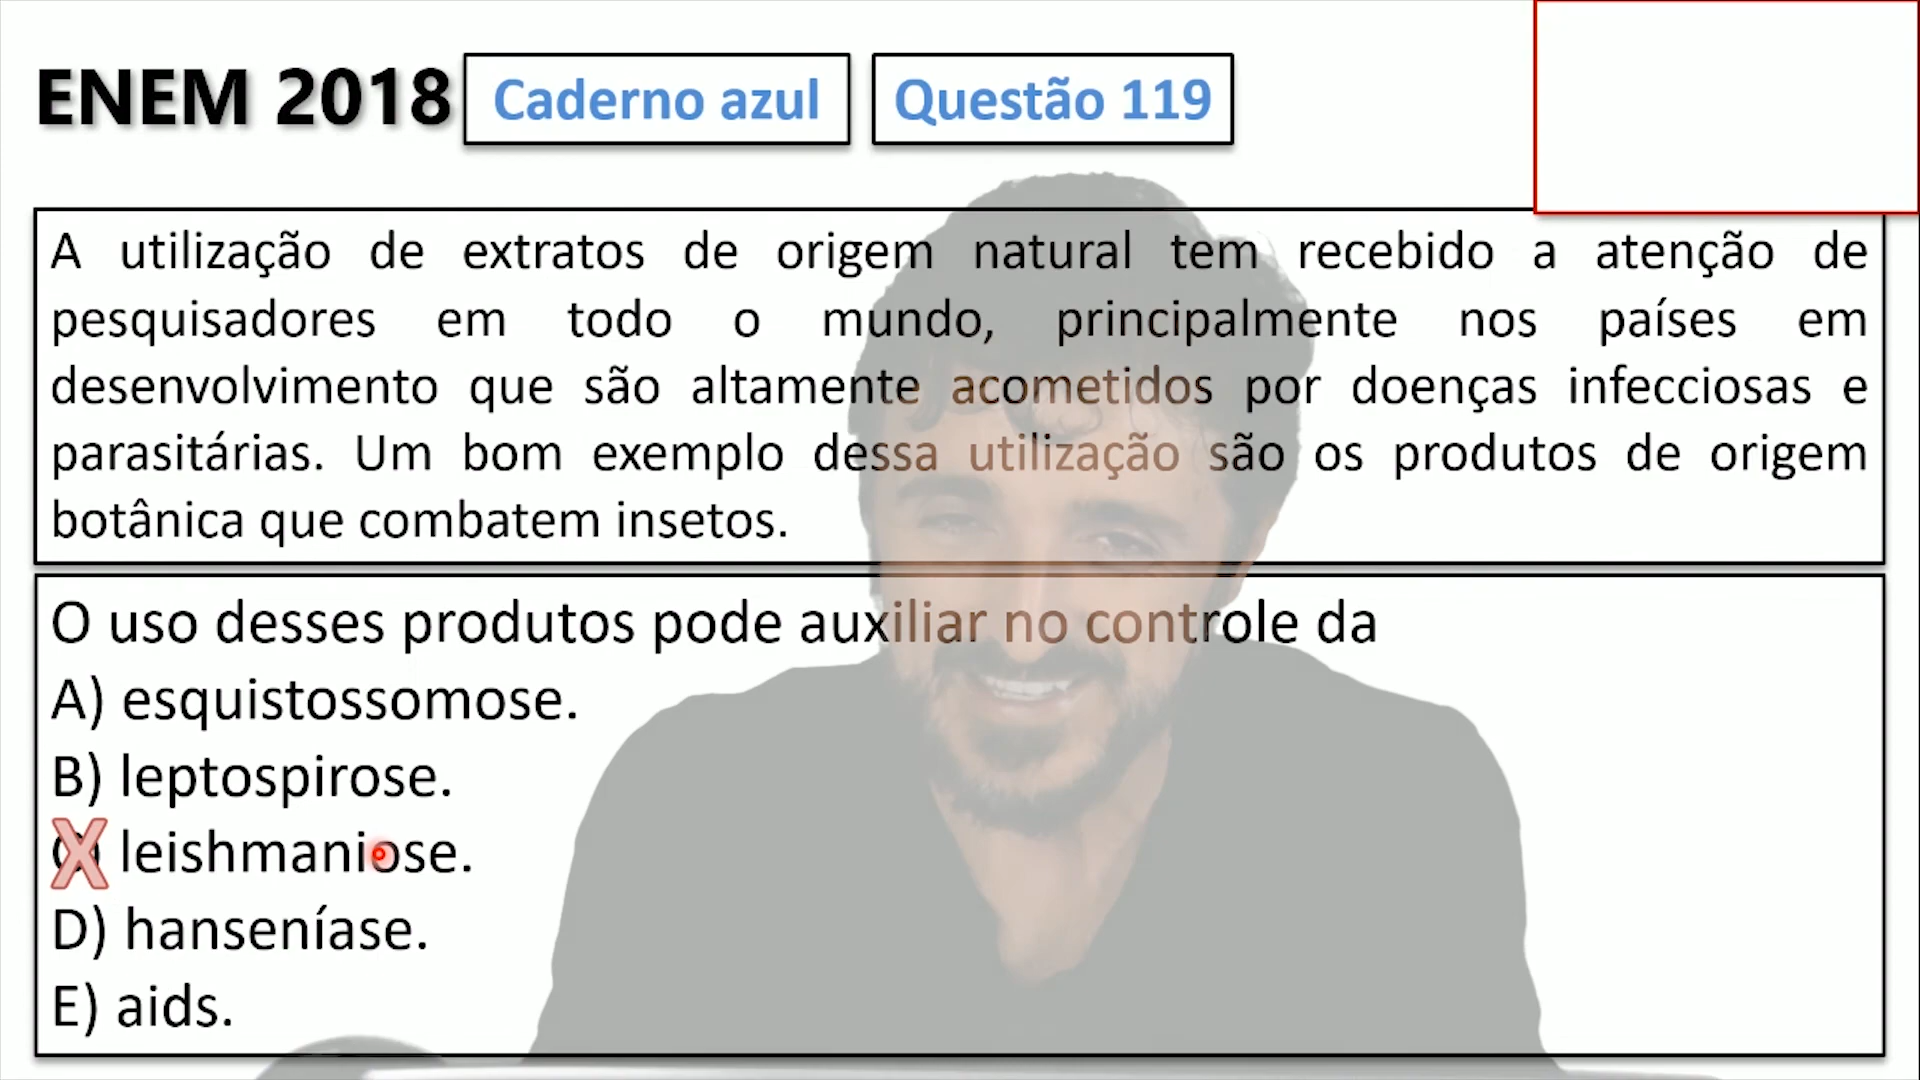 ENEM 2018 Caderno azul Questão 119
A utilização de extratos de origem natural tem recebido a atenção de
pesquisadores em todo o mundo, principalmente nos países em
desenvolvimento que são altamente acometidos por doenças infecciosas e
parasitárias. Um bom exemplo dessa utilização são os produtos de origem
botânica que combatem insetos.
O uso desses produtos pode auxiliar no controle da
A) esquistossomose.
B) leptospirose.
C) leishmaniose.
D) hanseníase.
E) aids.